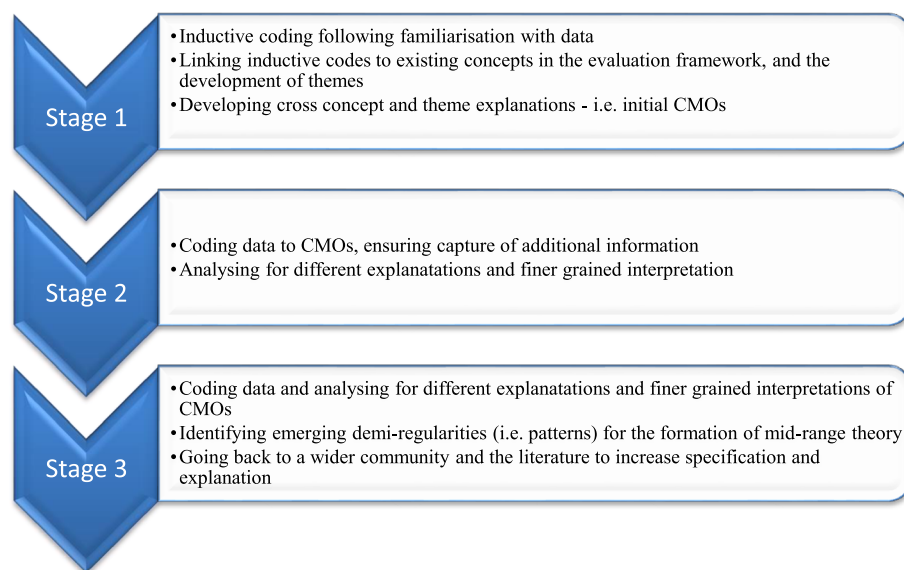 Stage 1
•Inductive coding following familiarisation with data
•Linking inductive codes to existing concepts in the evaluation framework, and the
development of themes
•Developing cross concept and theme explanations - i.e. initial CMOs
Stage 2
•Coding data to CMOs, ensuring capture of additional information
•Analysing for different explanatations and finer grained interpretation
Stage 3
•Coding data and analysing for different explanatations and finer grained interpretations of
CMOs
•Identifying emerging demi-regularities (i.e. patterns) for the formation of mid-range theory
•Going back to a wider community and the literature to increase specification and
explanation